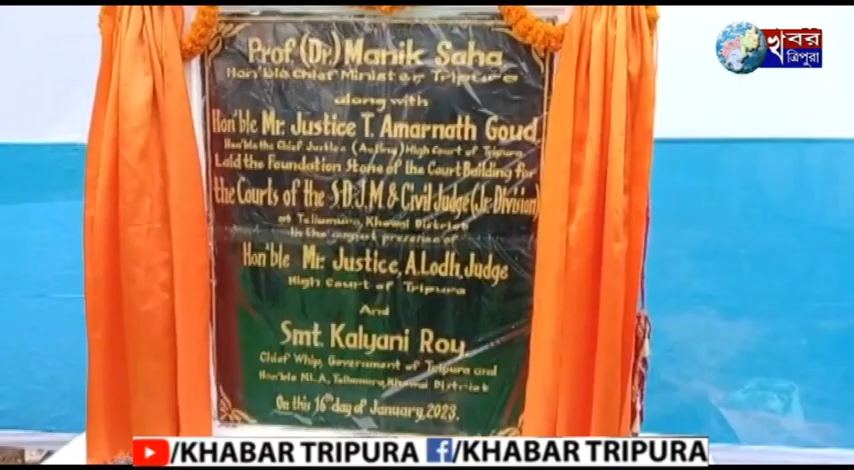 খবর
ত্রিপুরা
Prof. (Dr.) Manik Saha
Hon'ble Chief Minister, Tripura
along with
Hon'ble Mr. Justice T. Amarnath Goud
Hon'ble the Chief Justice (Acting) High Court of Tripura
Laid the Foundation Stone of the Court Building for
the Courts of the S.D.J.M & Civil Judge (Jr. Division)
at Teliamura, Khowai District
in the august presence of
Hon'ble Mr. Justice, A. Lodh, Judge
High Court of Tripura
And
Smt. Kalyani Roy
Chief Whip, Government of Tripura and
Hon'ble M.L.A, Teliamura, Khowai District
On this 16th day of January, 2023.
/KHABAR TRIPURA f/KHABAR TRIPURA